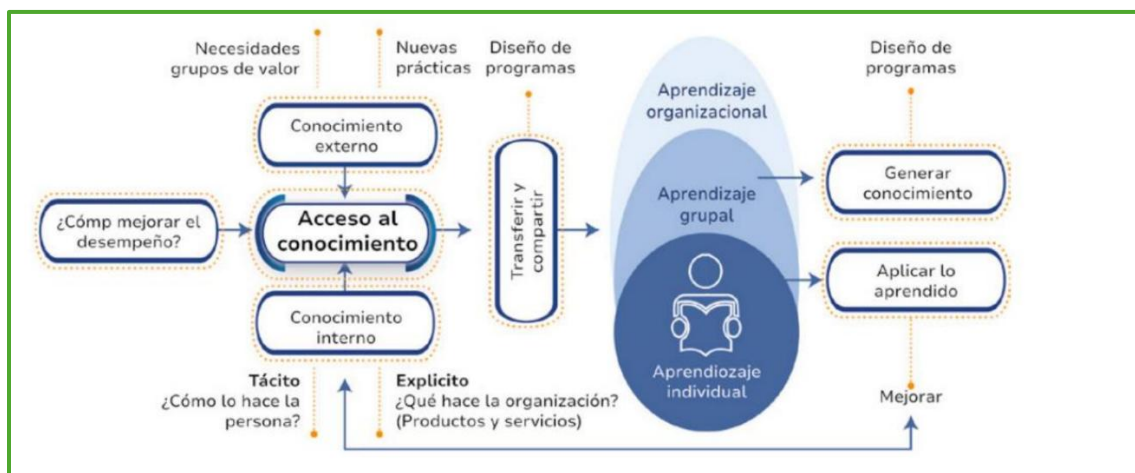 Necesidades
grupos de valor
Nuevas
prácticas
Diseño de
programas
Diseño de
programas
Conocimiento
externo
¿Cómp mejorar el
desempeño?
Acceso al
conocimiento
Conocimiento
interno
Tácito
¿Cómo lo hace la
persona?
Explicito
¿Qué hace la organización?
(Productos y servicios)
Transferir y
compartir
Aprendizaje
organizacional
Aprendizaje
grupal
Aprendiozaje
individual
Generar
conocimiento
Aplicar lo
aprendido
Mejorar